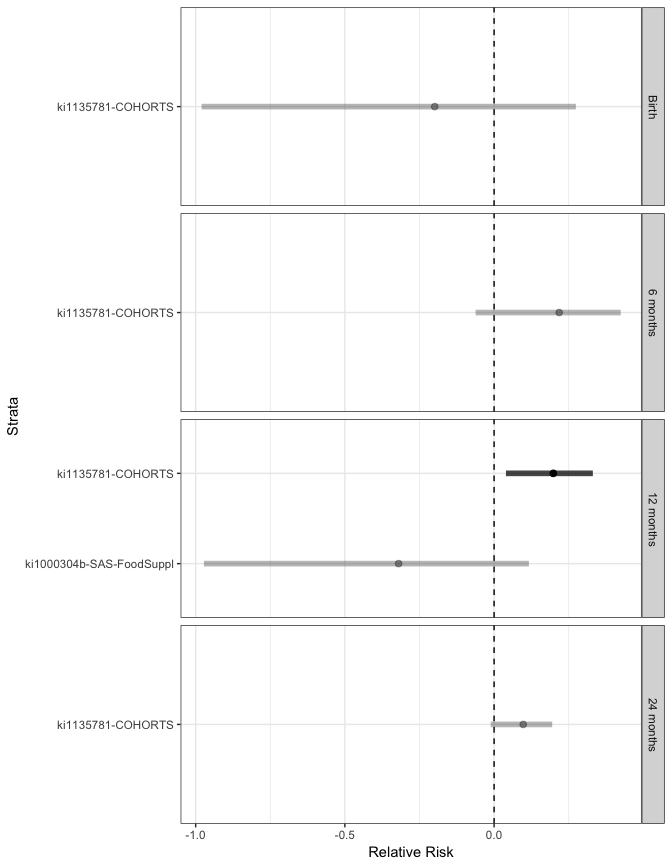 ki1135781-COHORTS
Birth
ki1135781-COHORTS
6 months
Strata
ki1135781-COHORTS
12 months
ki1000304b-SAS-FoodSuppl
ki1135781-COHORTS
24 months
-1.0
-0.5
0.0
Relative Risk